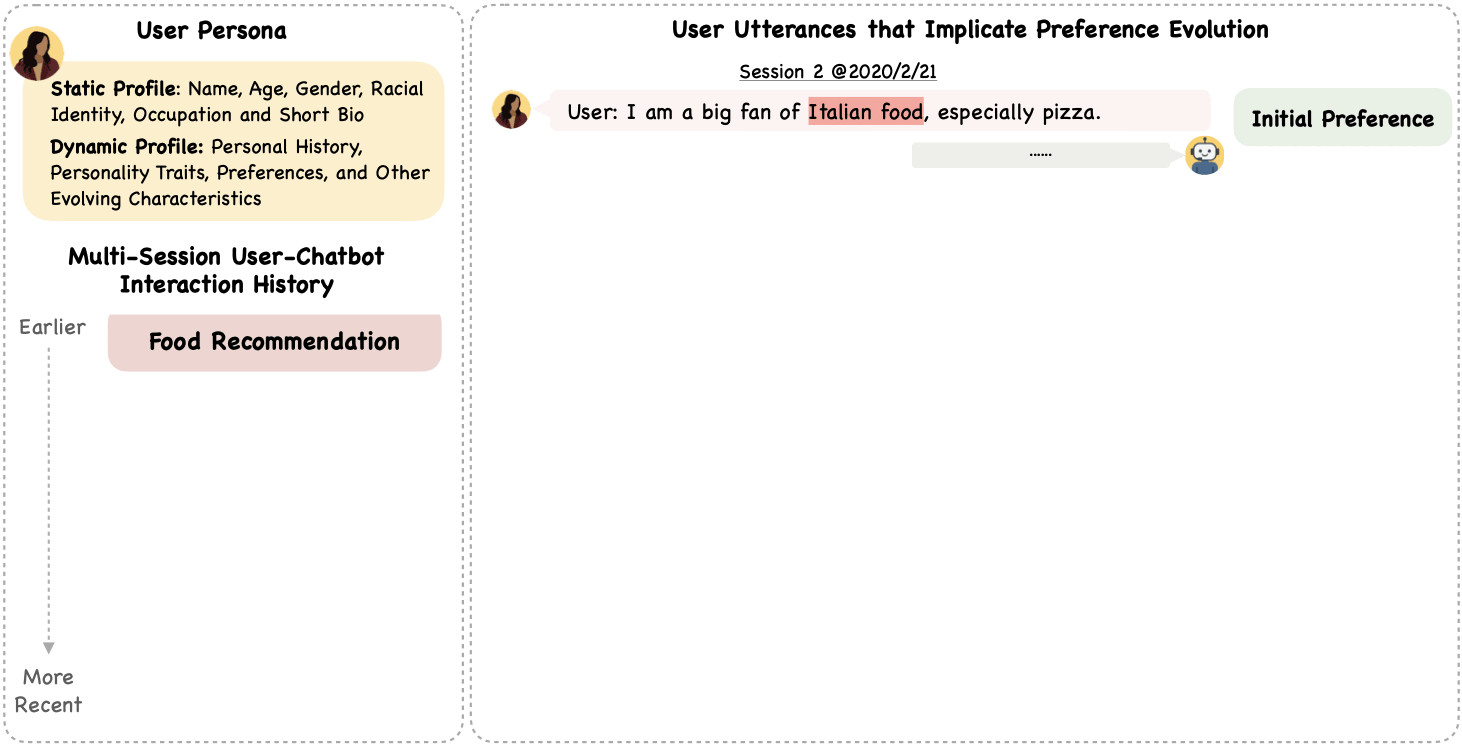 User Persona
Static Profile: Name, Age, Gender, Racial
Identity, Occupation and Short Bio
Dynamic Profile: Personal History,
Personality Traits, Preferences, and Other
Evolving Characteristics
Multi-Session User-Chatbot
Interaction History
Earlier
Food Recommendation
More
Recent
User Utterances that Implicate Preference Evolution
Session 2 @2020/2/21
User: I am a big fan of Italian food, especially pizza.
Initial Preference
......